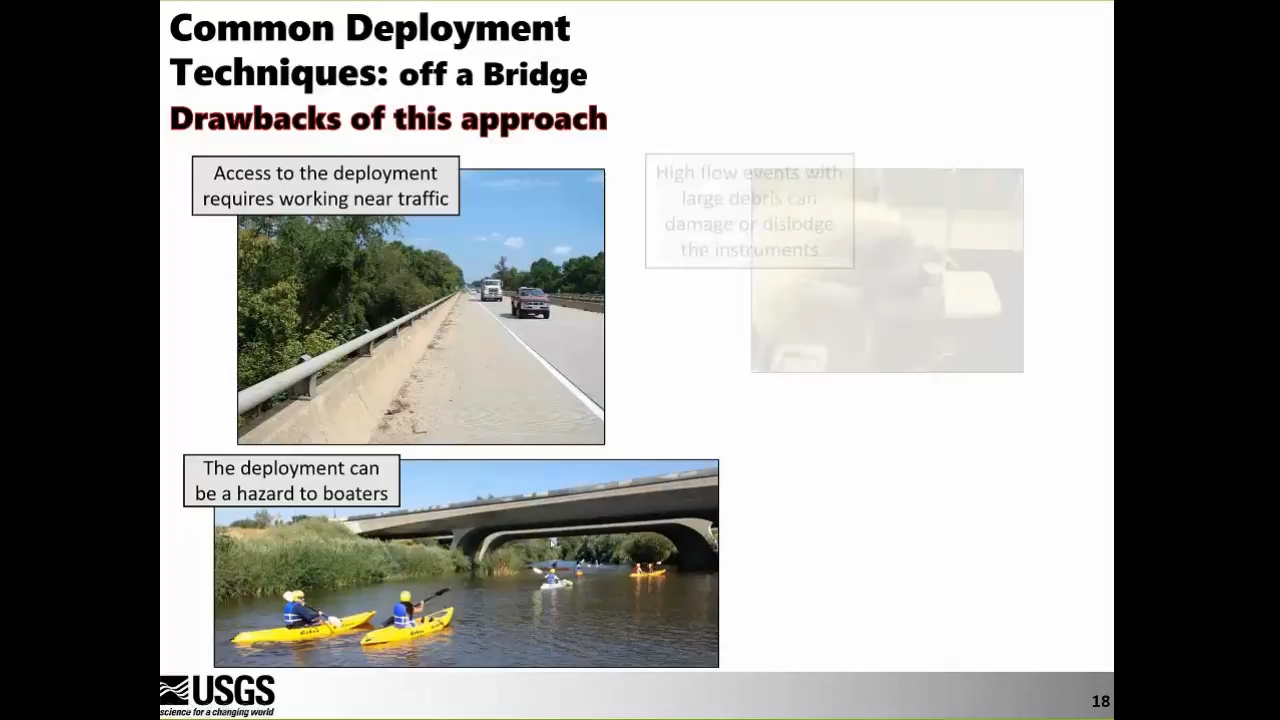 Common Deployment
Techniques: off a Bridge
Drawbacks of this approach
Access to the deployment
requires working near traffic
High flow events with
large debris can
damage or dislodge
the instruments
The deployment can
be a hazard to boaters
USGS
science for a changing world
18